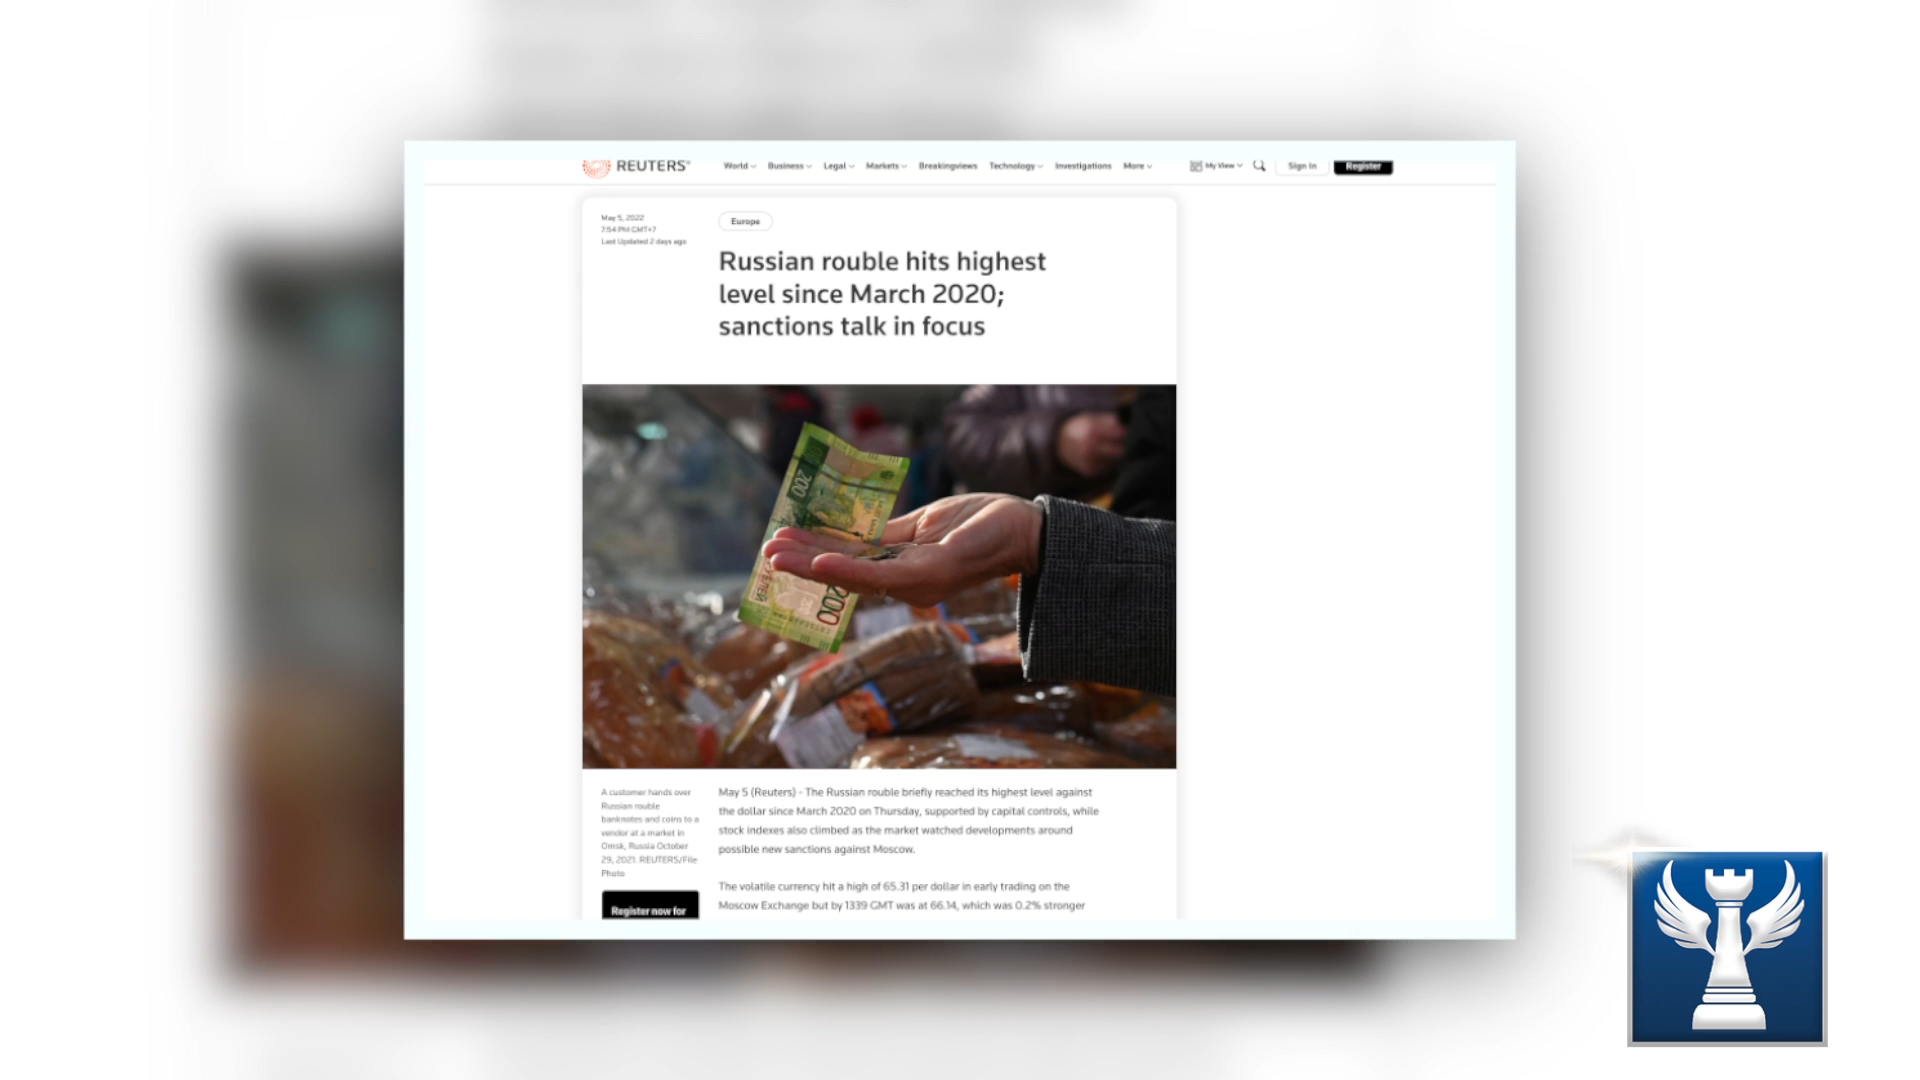 REUTERS®
World
Business
Legal
Markets
Breakingviews
Technology
Investigations
More
My View
Sign In
Register
May 5, 2022
7:54 PM GMT+7
Last Updated 2 days ago
Europe
Russian rouble hits highest
level since March 2020;
sanctions talk in focus
200
200
A customer hands over
Russian rouble
banknotes and coins to a
vendor at a market in
Omsk, Russia October
29, 2021. REUTERS/File
Photo
Register now for
May 5 (Reuters) - The Russian rouble briefly reached its highest level against
the dollar since March 2020 on Thursday, supported by capital controls, while
stock indexes also climbed as the market watched developments around
possible new sanctions against Moscow.
The volatile currency hit a high of 65.31 per dollar in early trading on the
Moscow Exchange but by 1339 GMT was at 66.14, which was 0.2% stronger